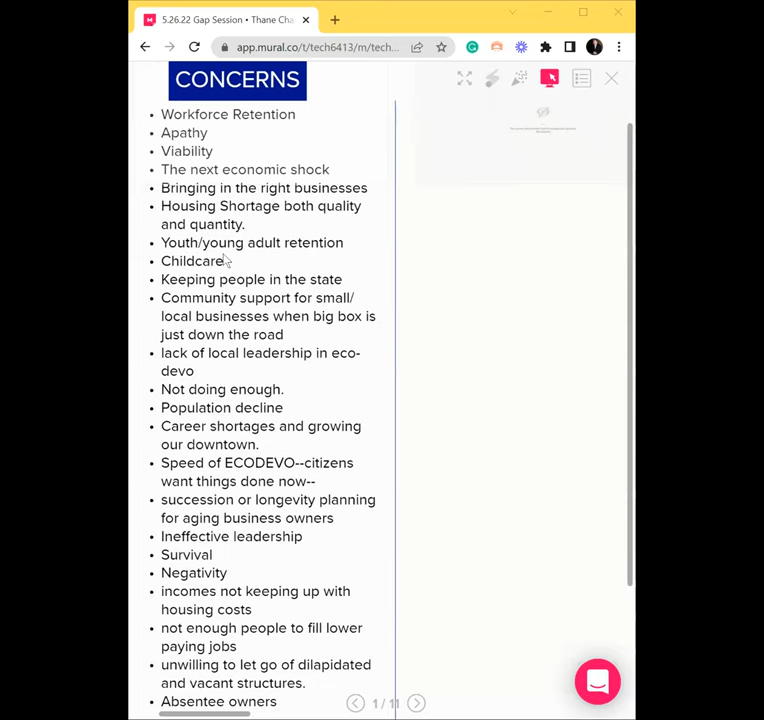 5.26.22 Gap Session • Thane Cha
app.mural.co/t/tech6413/m/tech...
CONCERNS
• Workforce Retention
• Apathy
• Viability
• The next economic shock
• Bringing in the right businesses
• Housing Shortage both quality
and quantity.
• Youth/young adult retention
• Childcare
• Keeping people in the state
• Community support for small/
local businesses when big box is
just down the road
• lack of local leadership in eco-
devo
• Not doing enough.
• Population decline
• Career shortages and growing
our downtown.
• Speed of ECODEVO--citizens
want things done now--
• succession or longevity planning
for aging business owners
• Ineffective leadership
• Survival
• Negativity
• incomes not keeping up with
housing costs
• not enough people to fill lower
paying jobs
• unwilling to let go of dilapidated
and vacant structures.
• Absentee owners
1 / 11